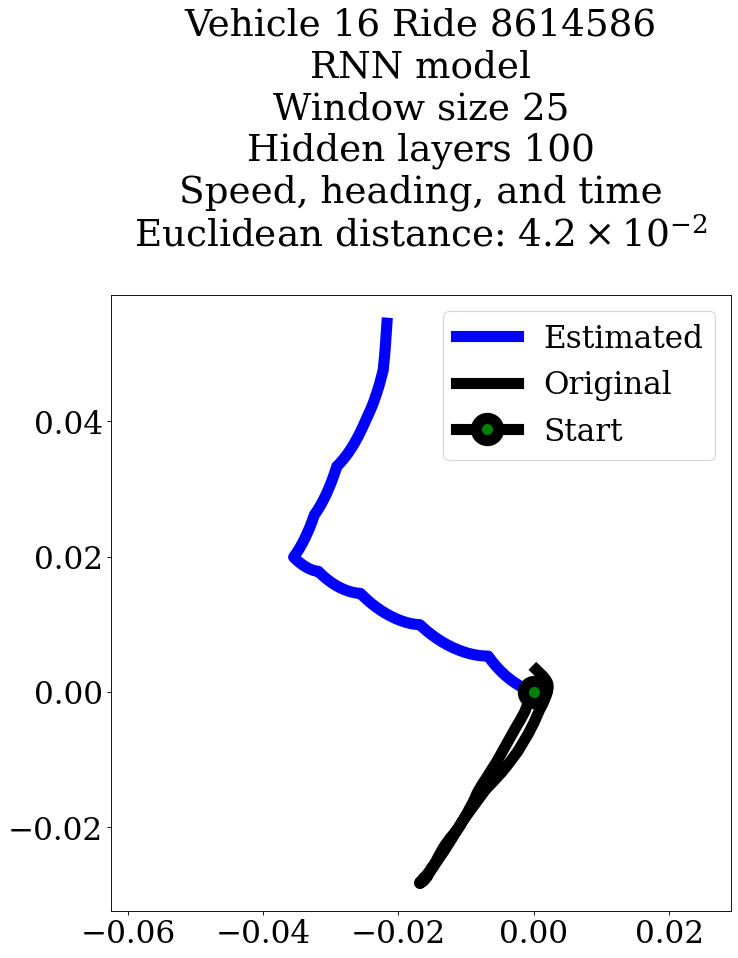 Vehicle 16 Ride 8614586
RNN model
Window size 25
Hidden layers 100
Speed, heading, and time
Euclidean distance: 4.2 × 10⁻²
Estimated
Original
Start
0.04
0.02
0.00
−0.02
−0.06 −0.04 −0.02 0.00 0.02